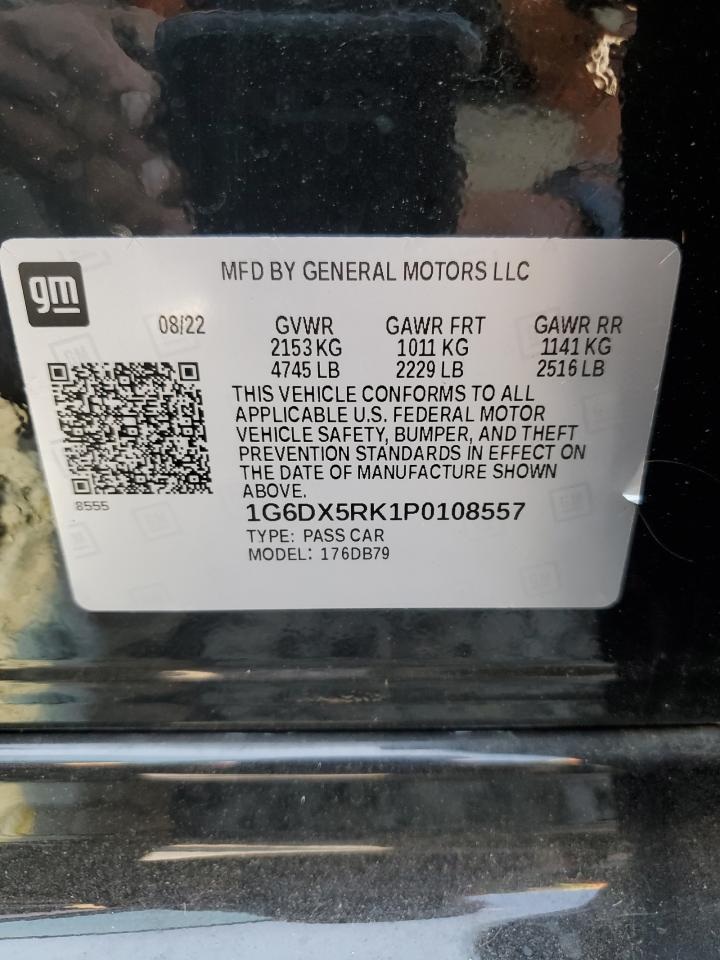 gm
MFD BY GENERAL MOTORS LLC
08/22 GVWR GAWR FRT GAWR RR
2153 KG 1011 KG 1141 KG
4745 LB 2229 LB 2516 LB
THIS VEHICLE CONFORMS TO ALL
APPLICABLE U.S. FEDERAL MOTOR
VEHICLE SAFETY, BUMPER, AND THEFT
PREVENTION STANDARDS IN EFFECT ON
THE DATE OF MANUFACTURE SHOWN
ABOVE.
8555
1G6DX5RK1P0108557
TYPE: PASS CAR
MODEL: 176DB79